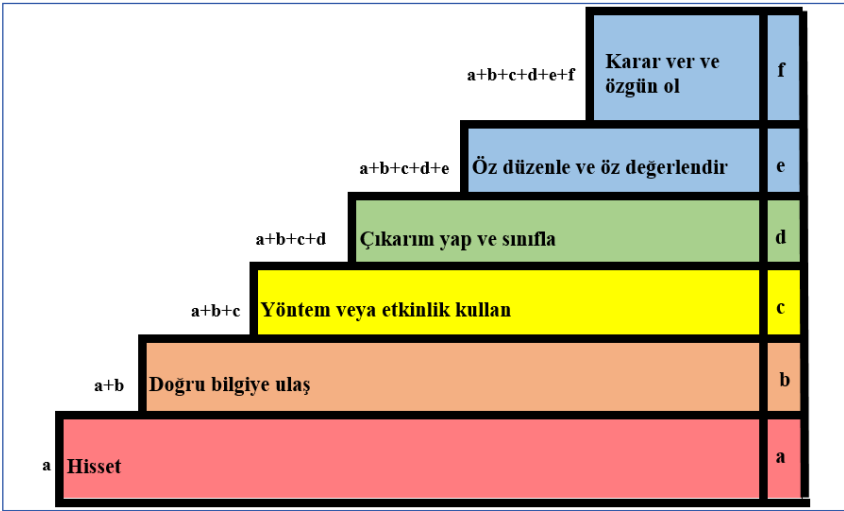 a+b+c+d+e+f Karar ver ve özgün ol f
a+b+c+d+e Öz düzenle ve öz değerlendir e
a+b+c+d Çıkarım yap ve sınıfla d
a+b+c Yöntem veya etkinlik kullan c
a+b Doğru bilgiye ulaş b
a Hisset a